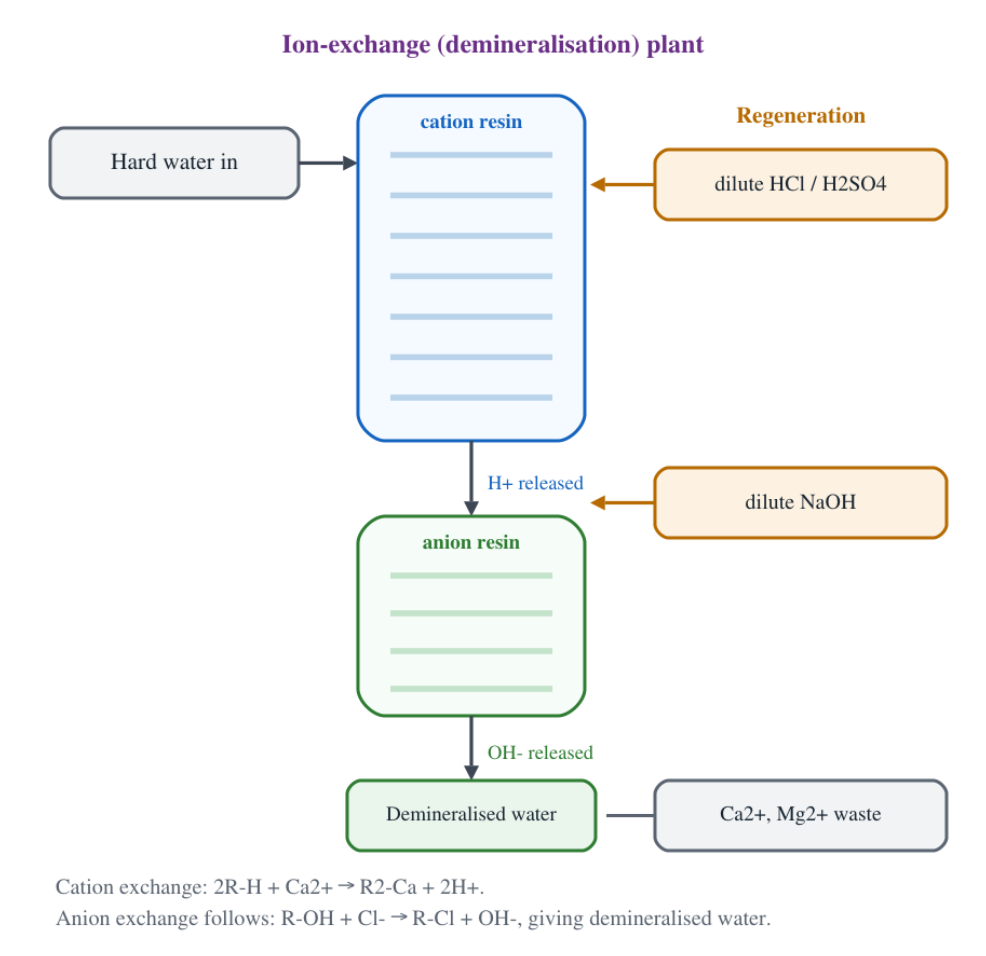 Ion-exchange (demineralisation) plant
cation resin
Regeneration
Hard water in
dilute HCl / H2SO4
H+ released
dilute NaOH
anion resin
OH- released
Demineralised water
Ca2+, Mg2+ waste
Cation exchange: 2R-H + Ca2+ → R2-Ca + 2H+.
Anion exchange follows: R-OH + Cl- → R-Cl + OH-, giving demineralised water.